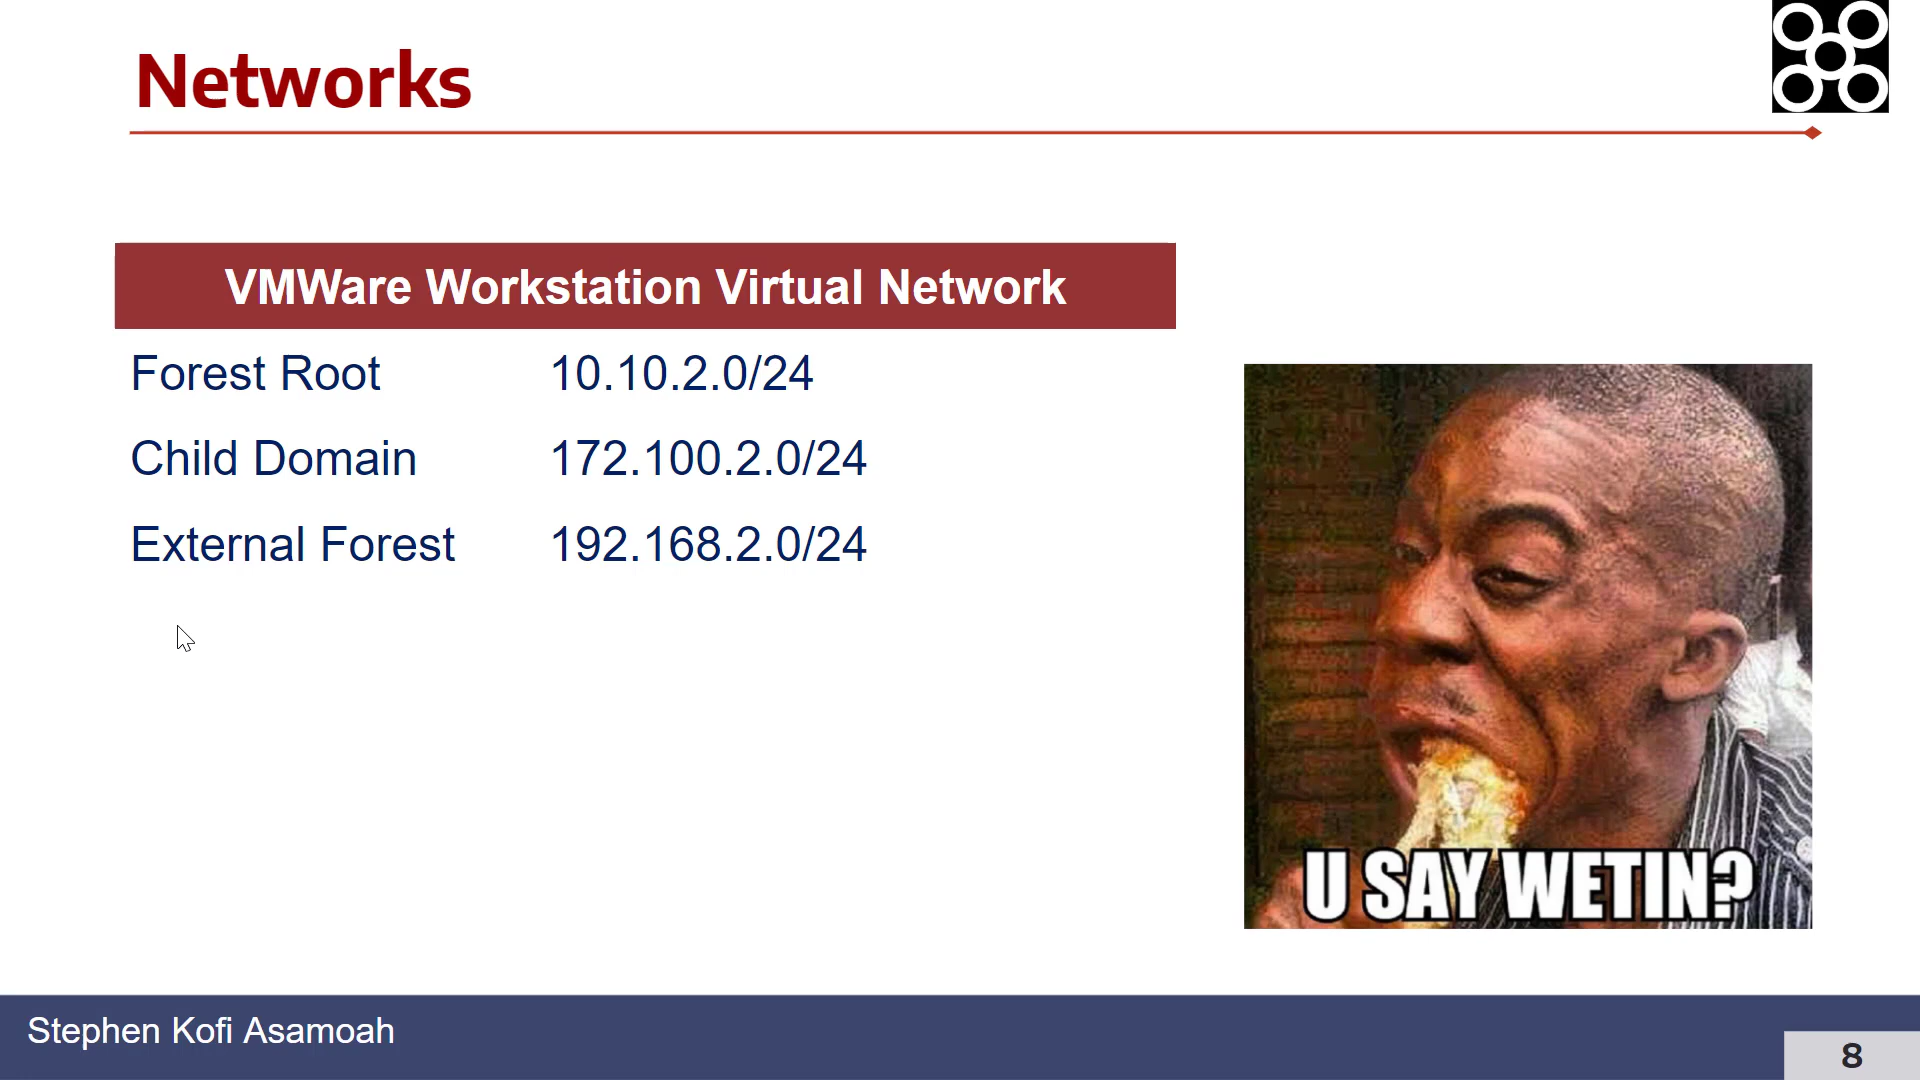 Networks
VMWare Workstation Virtual Network
Forest Root 10.10.2.0/24
Child Domain 172.100.2.0/24
External Forest 192.168.2.0/24
U SAY WETIN?
Stephen Kofi Asamoah
8